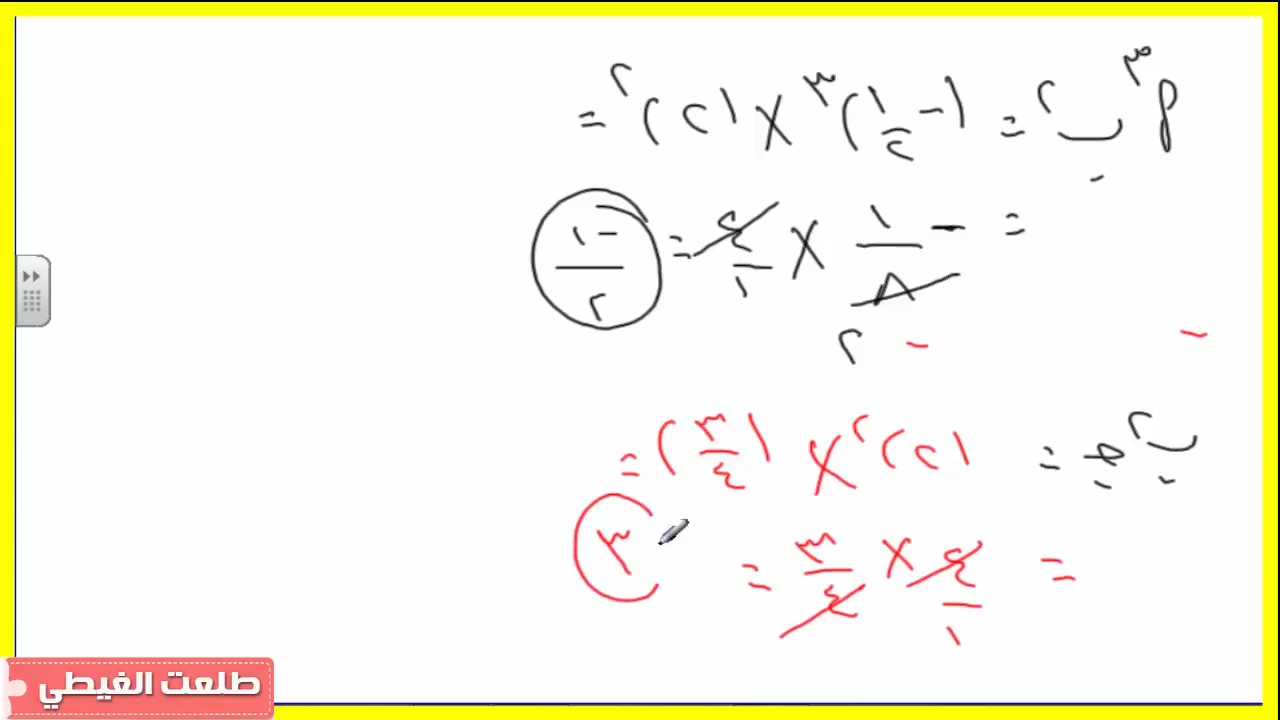 أ٣ ب٢ = (-١/٢)٣ × (٢)٢ =
= -١/٨ × ٤/١ = -١/٢
٢
ب٢ جـ = (٢)٢ × (٣/٤) =
= ٤/١ × ٣/٤ = ٣
طلعت الغيطي